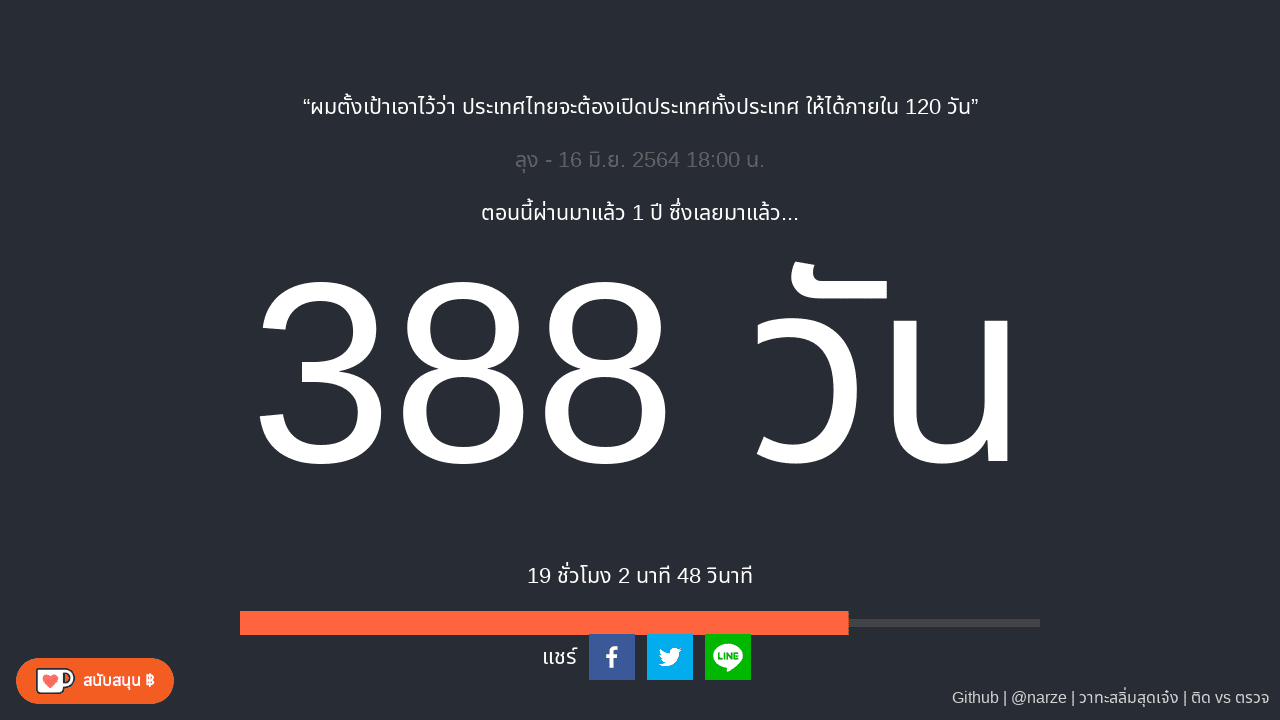 “ผมตั้งเป้าเอาไว้ว่า ประเทศไทยจะต้องเปิดประเทศทั้งประเทศ ให้ได้ภายใน 120 วัน”
ลุง - 16 มิ.ย. 2564 18:00 น.
ตอนนี้ผ่านมาแล้ว 1 ปี ซึ่งเลยมาแล้ว...
388 วัน
19 ชั่วโมง 2 นาที 48 วินาที
แชร์
LINE
สนับสนุน ฿
Github | @narze | วาทะสลิ่มสุดเจ๋ง | ติด vs ตรวจ